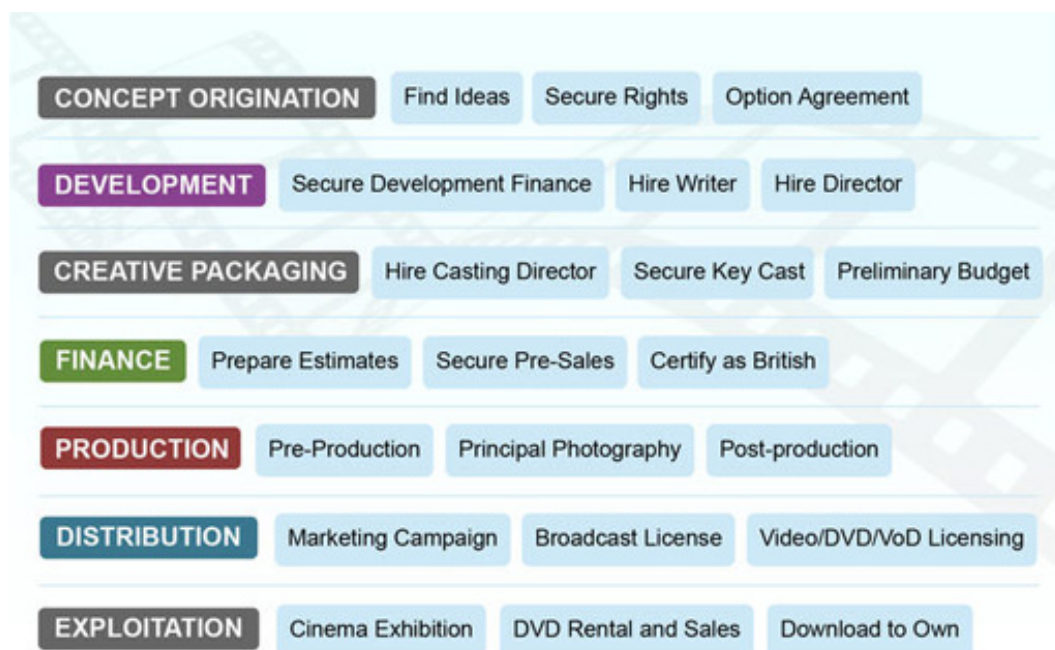 CONCEPT ORIGINATION Find Ideas Secure Rights Option Agreement
DEVELOPMENT Secure Development Finance Hire Writer Hire Director
CREATIVE PACKAGING Hire Casting Director Secure Key Cast Preliminary Budget
FINANCE Prepare Estimates Secure Pre-Sales Certify as British
PRODUCTION Pre-Production Principal Photography Post-production
DISTRIBUTION Marketing Campaign Broadcast License Video/DVD/VoD Licensing
EXPLOITATION Cinema Exhibition DVD Rental and Sales Download to Own